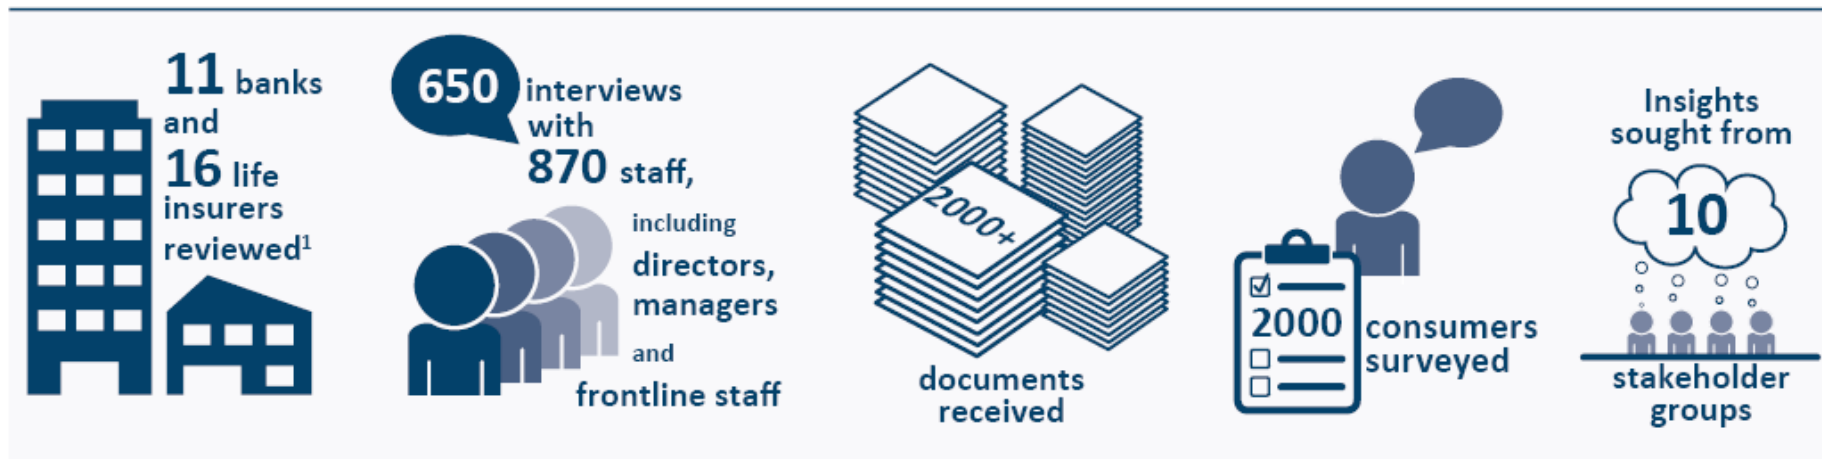 11 banks
and
16 life
insurers
reviewed1
650 interviews
with
870 staff,
including
directors,
managers
and
frontline staff
2000+
documents
received
2000 consumers
surveyed
Insights
sought from
10
stakeholder
groups